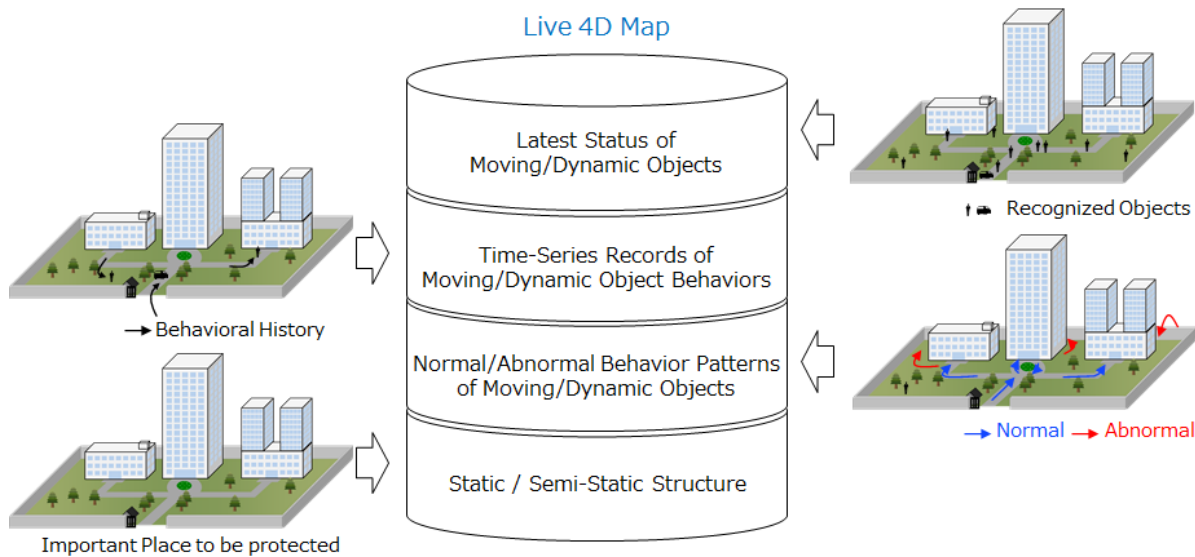 Live 4D Map
Latest Status of
Moving/Dynamic Objects
Recognized Objects
Time-Series Records of
Moving/Dynamic Object Behaviors
Behavioral History
Normal/Abnormal Behavior Patterns
of Moving/Dynamic Objects
Normal
Abnormal
Static / Semi-Static Structure
Important Place to be protected